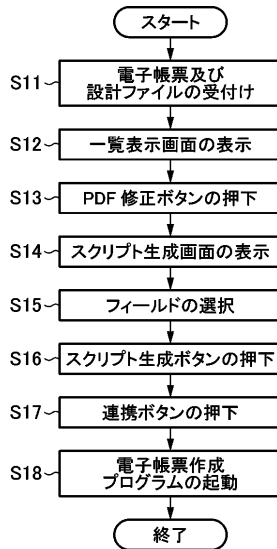 スタート
S11
電子帳票及び
設計ファイルの受付け
S12
一覧表示画面の表示
S13
PDF 修正ボタンの押下
S14
スクリプト生成画面の表示
S15
フィールドの選択
S16
スクリプト生成ボタンの押下
S17
連携ボタンの押下
S18
電子帳票作成
プログラムの起動
終了